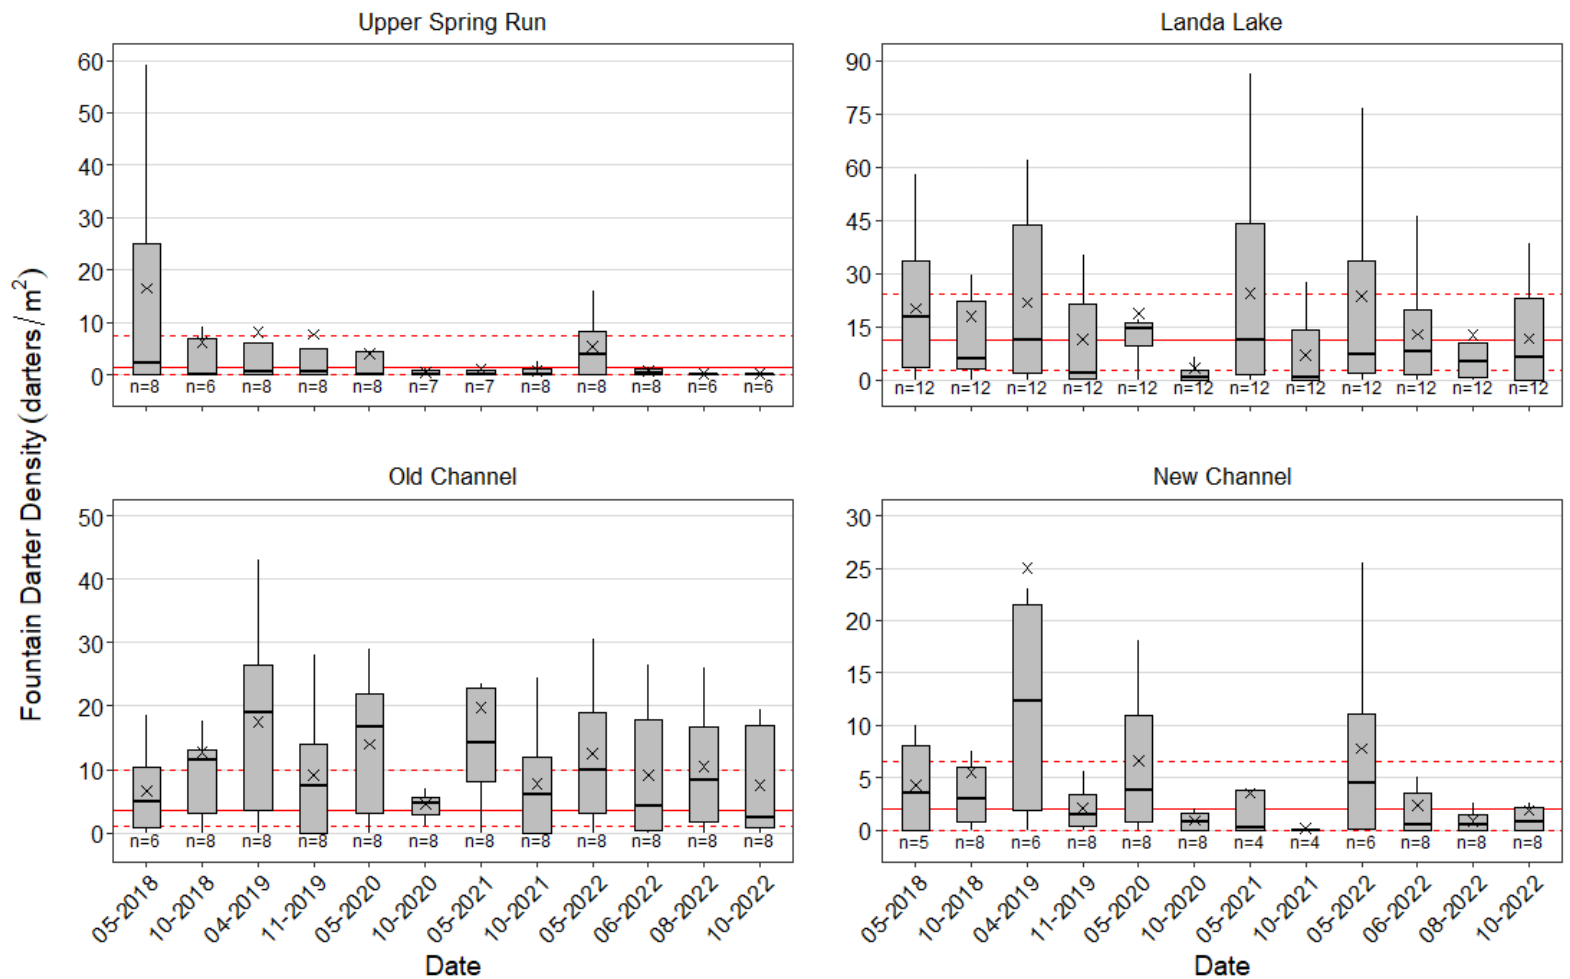 Upper Spring Run
Landa Lake
60
50
40
30
20
10
0
n=8 n=6 n=8 n=8 n=8 n=7 n=7 n=8 n=8 n=8 n=6 n=6
90
75
60
45
30
15
0
n=12 n=12 n=12 n=12 n=12 n=12 n=12 n=12 n=12 n=12 n=12 n=12
Fountain Darter Density (darters/m²)
Old Channel
New Channel
50
40
30
20
10
0
n=6 n=8 n=8 n=8 n=8 n=8 n=8 n=8 n=8 n=8 n=8 n=8
30
25
20
15
10
5
0
n=5 n=8 n=6 n=8 n=8 n=8 n=4 n=4 n=6 n=8 n=8 n=8
05-2018 10-2018 04-2019 11-2019 05-2020 10-2020 05-2021 10-2021 05-2022 06-2022 08-2022 10-2022
05-2018 10-2018 04-2019 11-2019 05-2020 10-2020 05-2021 10-2021 05-2022 06-2022 08-2022 10-2022
Date
Date